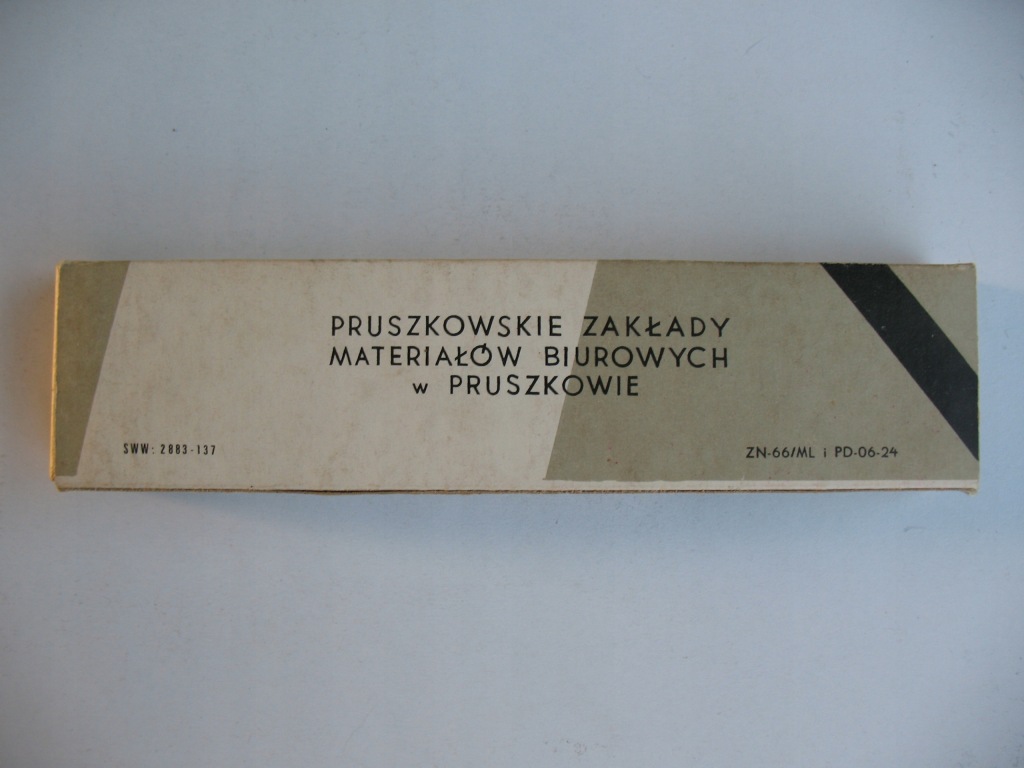 PRUSZKOWSKIE ZAKŁADY
MATERIAŁÓW BIUROWYCH
w PRUSZKOWIE
SWW: 2883-137
ZN-66/ML i PD-06-24